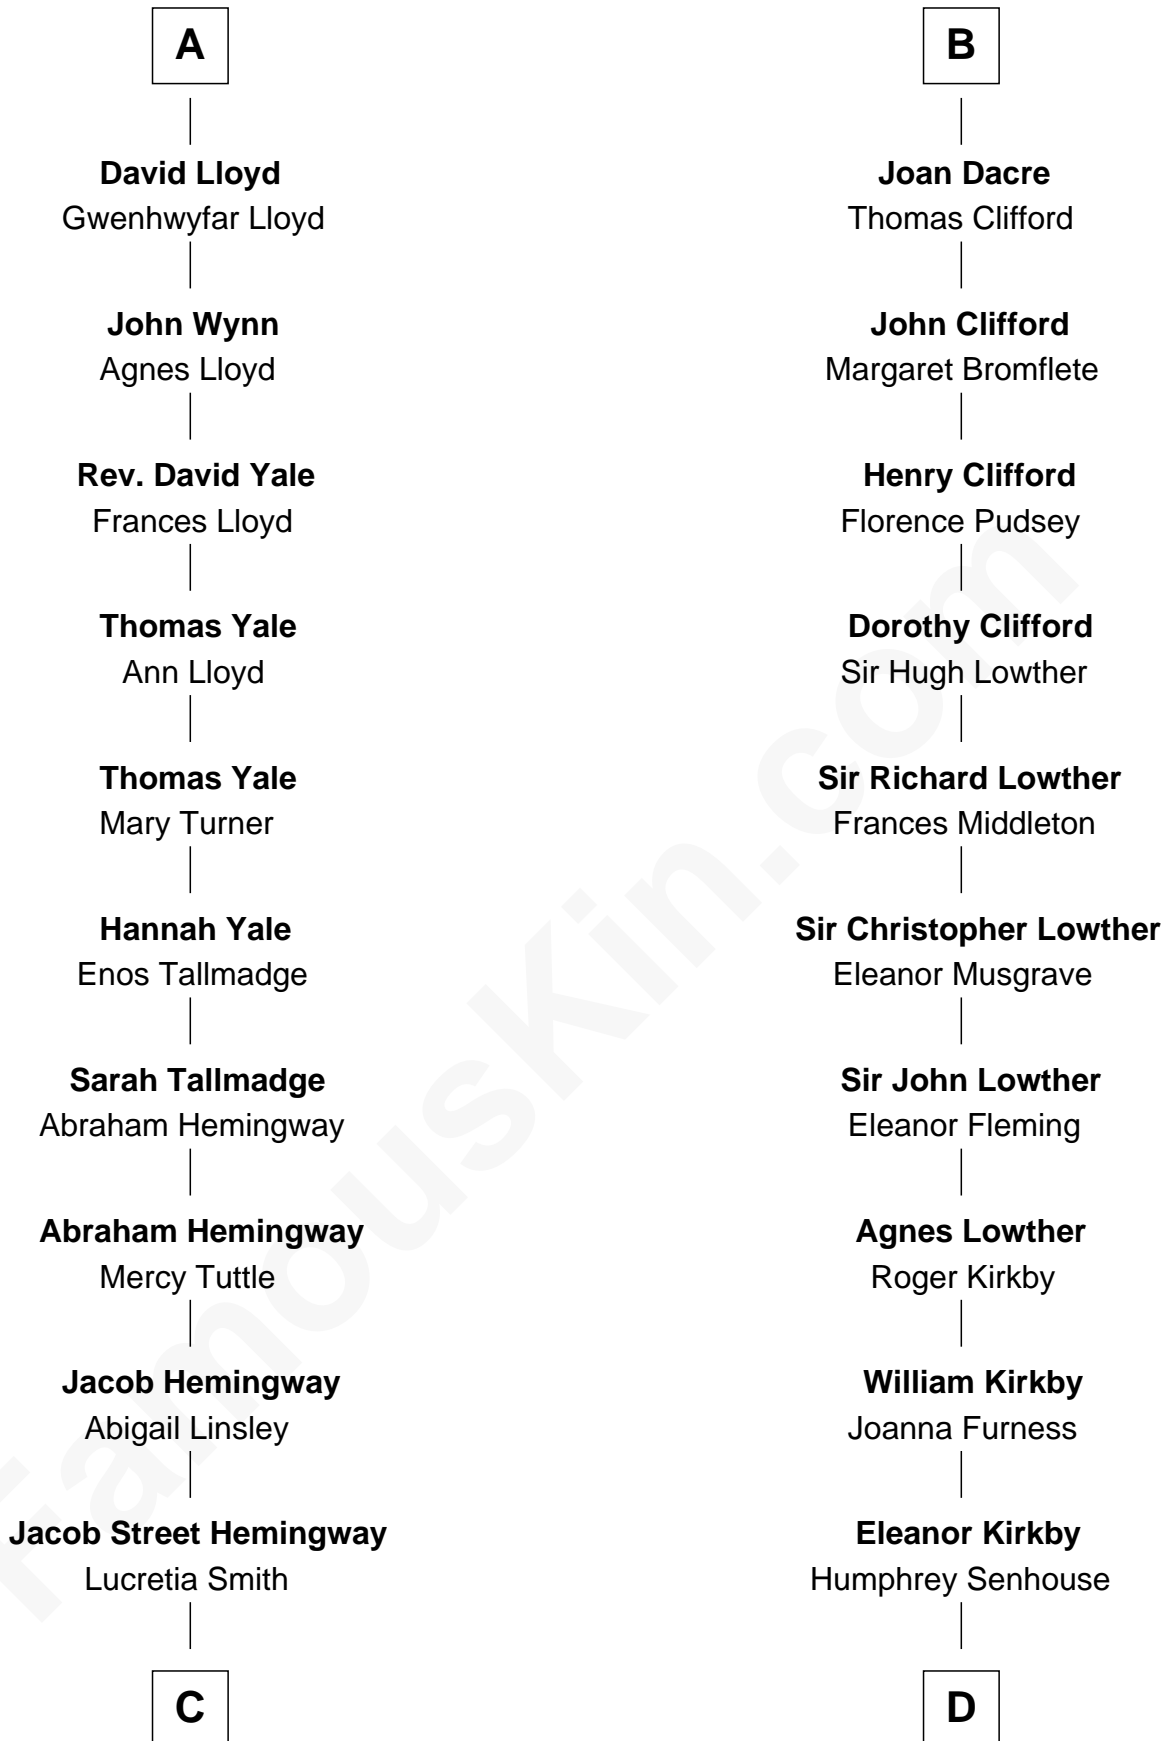 A
David Lloyd
Gwenhwyfar Lloyd
John Wynn
Agnes Lloyd
Rev. David Yale
Frances Lloyd
Thomas Yale
Ann Lloyd
Thomas Yale
Mary Turner
Hannah Yale
Enos Tallmadge
Sarah Tallmadge
Abraham Hemingway
Abraham Hemingway
Mercy Tuttle
Jacob Hemingway
Abigail Linsley
Jacob Street Hemingway
Lucretia Smith
C
B
Joan Dacre
Thomas Clifford
John Clifford
Margaret Bromflete
Henry Clifford
Florence Pudsey
Dorothy Clifford
Sir Hugh Lowther
Sir Richard Lowther
Frances Middleton
Sir Christopher Lowther
Eleanor Musgrave
Sir John Lowther
Eleanor Fleming
Agnes Lowther
Roger Kirkby
William Kirkby
Joanna Furness
Eleanor Kirkby
Humphrey Senhouse
D
FamousKin.com